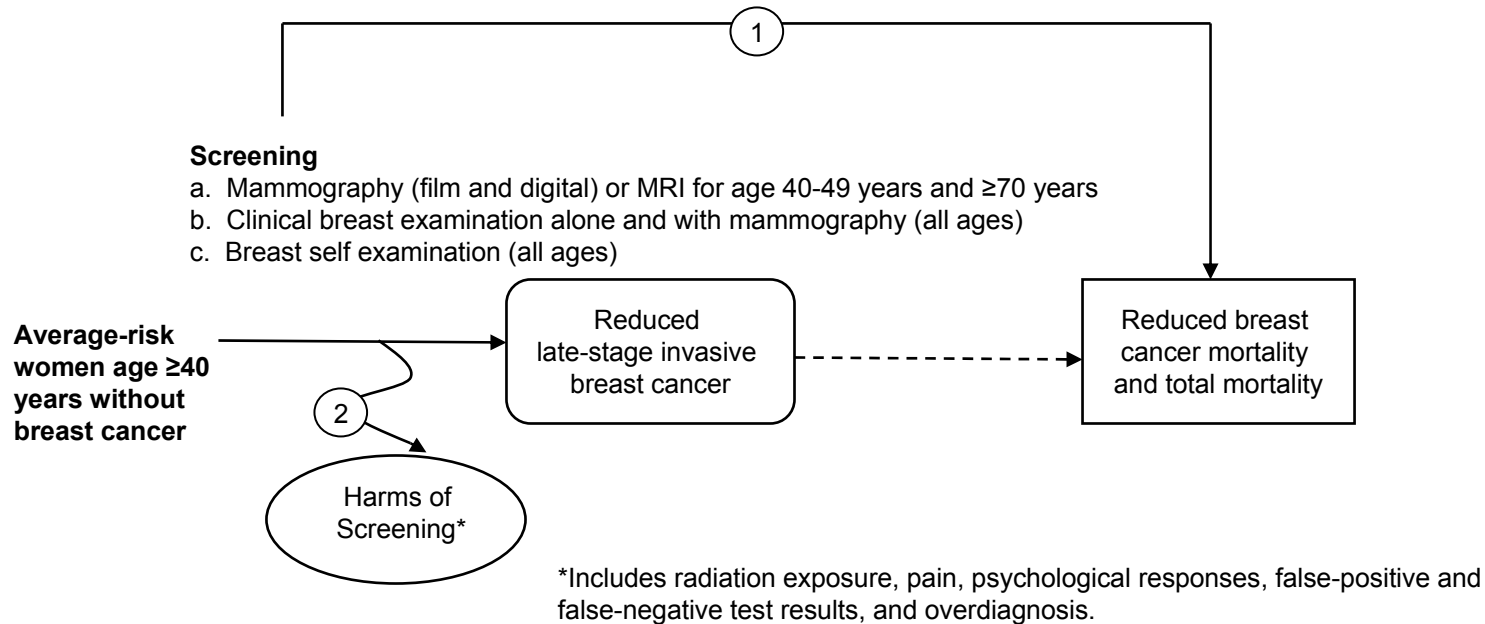 1
Screening
a. Mammography (film and digital) or MRI for age 40-49 years and ≥70 years
b. Clinical breast examination alone and with mammography (all ages)
c. Breast self examination (all ages)
Average-risk
women age ≥40
years without
breast cancer
Reduced
late-stage invasive
breast cancer
Reduced breast
cancer mortality
and total mortality
2
Harms of
Screening*
*Includes radiation exposure, pain, psychological responses, false-positive and
false-negative test results, and overdiagnosis.